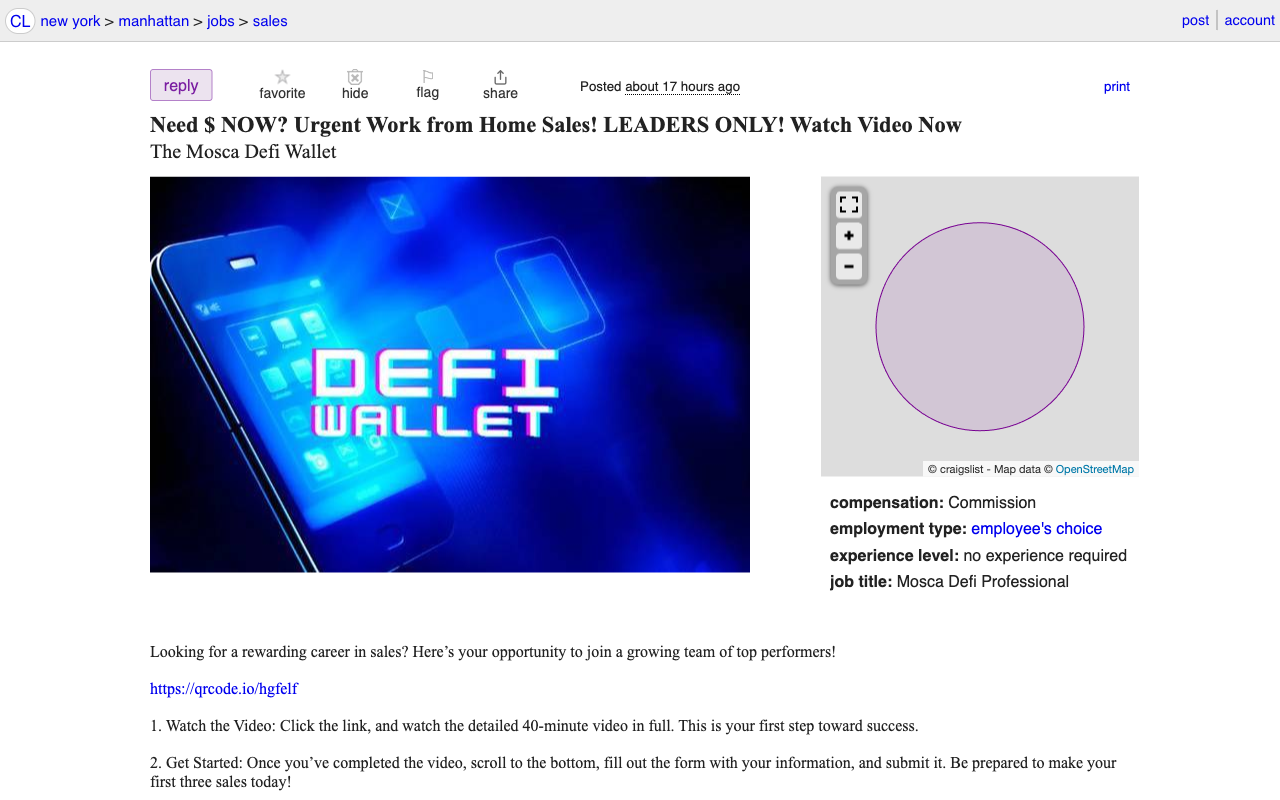 CL new york > manhattan > jobs > sales post account
reply favorite hide flag share Posted about 17 hours ago print
Need $ NOW? Urgent Work from Home Sales! LEADERS ONLY! Watch Video Now
The Mosca Defi Wallet
DEFI
WALLET
© craigslist - Map data © OpenStreetMap
compensation: Commission
employment type: employee's choice
experience level: no experience required
job title: Mosca Defi Professional
Looking for a rewarding career in sales? Here’s your opportunity to join a growing team of top performers!
https://qrcode.io/hgfelf
1. Watch the Video: Click the link, and watch the detailed 40-minute video in full. This is your first step toward success.
2. Get Started: Once you’ve completed the video, scroll to the bottom, fill out the form with your information, and submit it. Be prepared to make your
first three sales today!